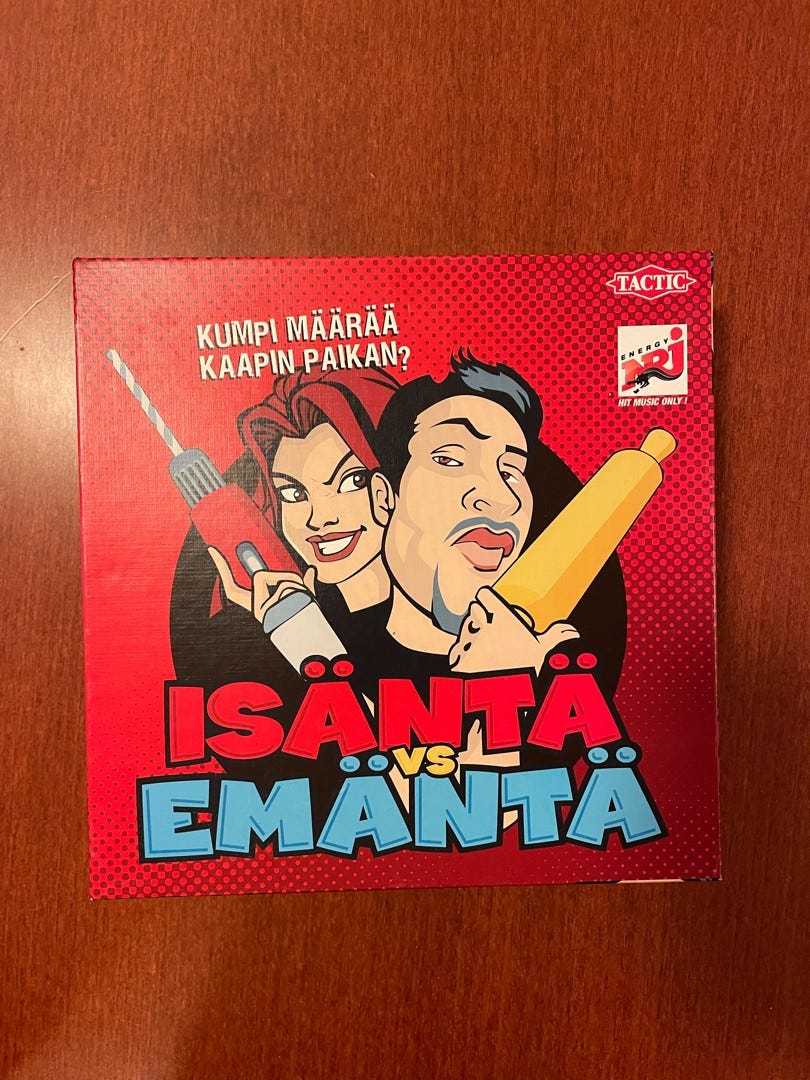 TACTIC
KUMPI MÄÄRÄÄ
KAAPIN PAIKAN?
ENERGY
NRJ
HIT MUSIC ONLY!
ISÄNTÄ
VS
EMÄNTÄ